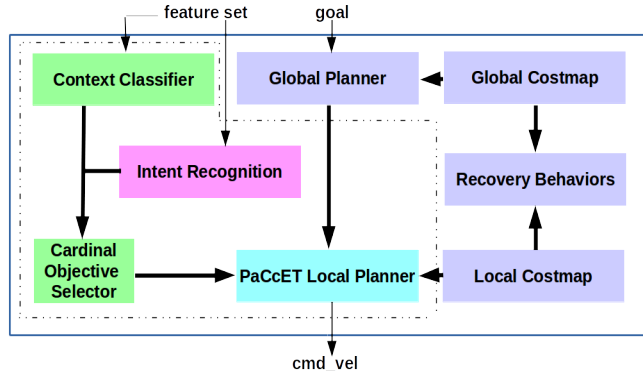 feature set
goal
Context Classifier
Global Planner
Global Costmap
Intent Recognition
Recovery Behaviors
Cardinal
Objective
Selector
PaCcET Local Planner
Local Costmap
cmd_vel